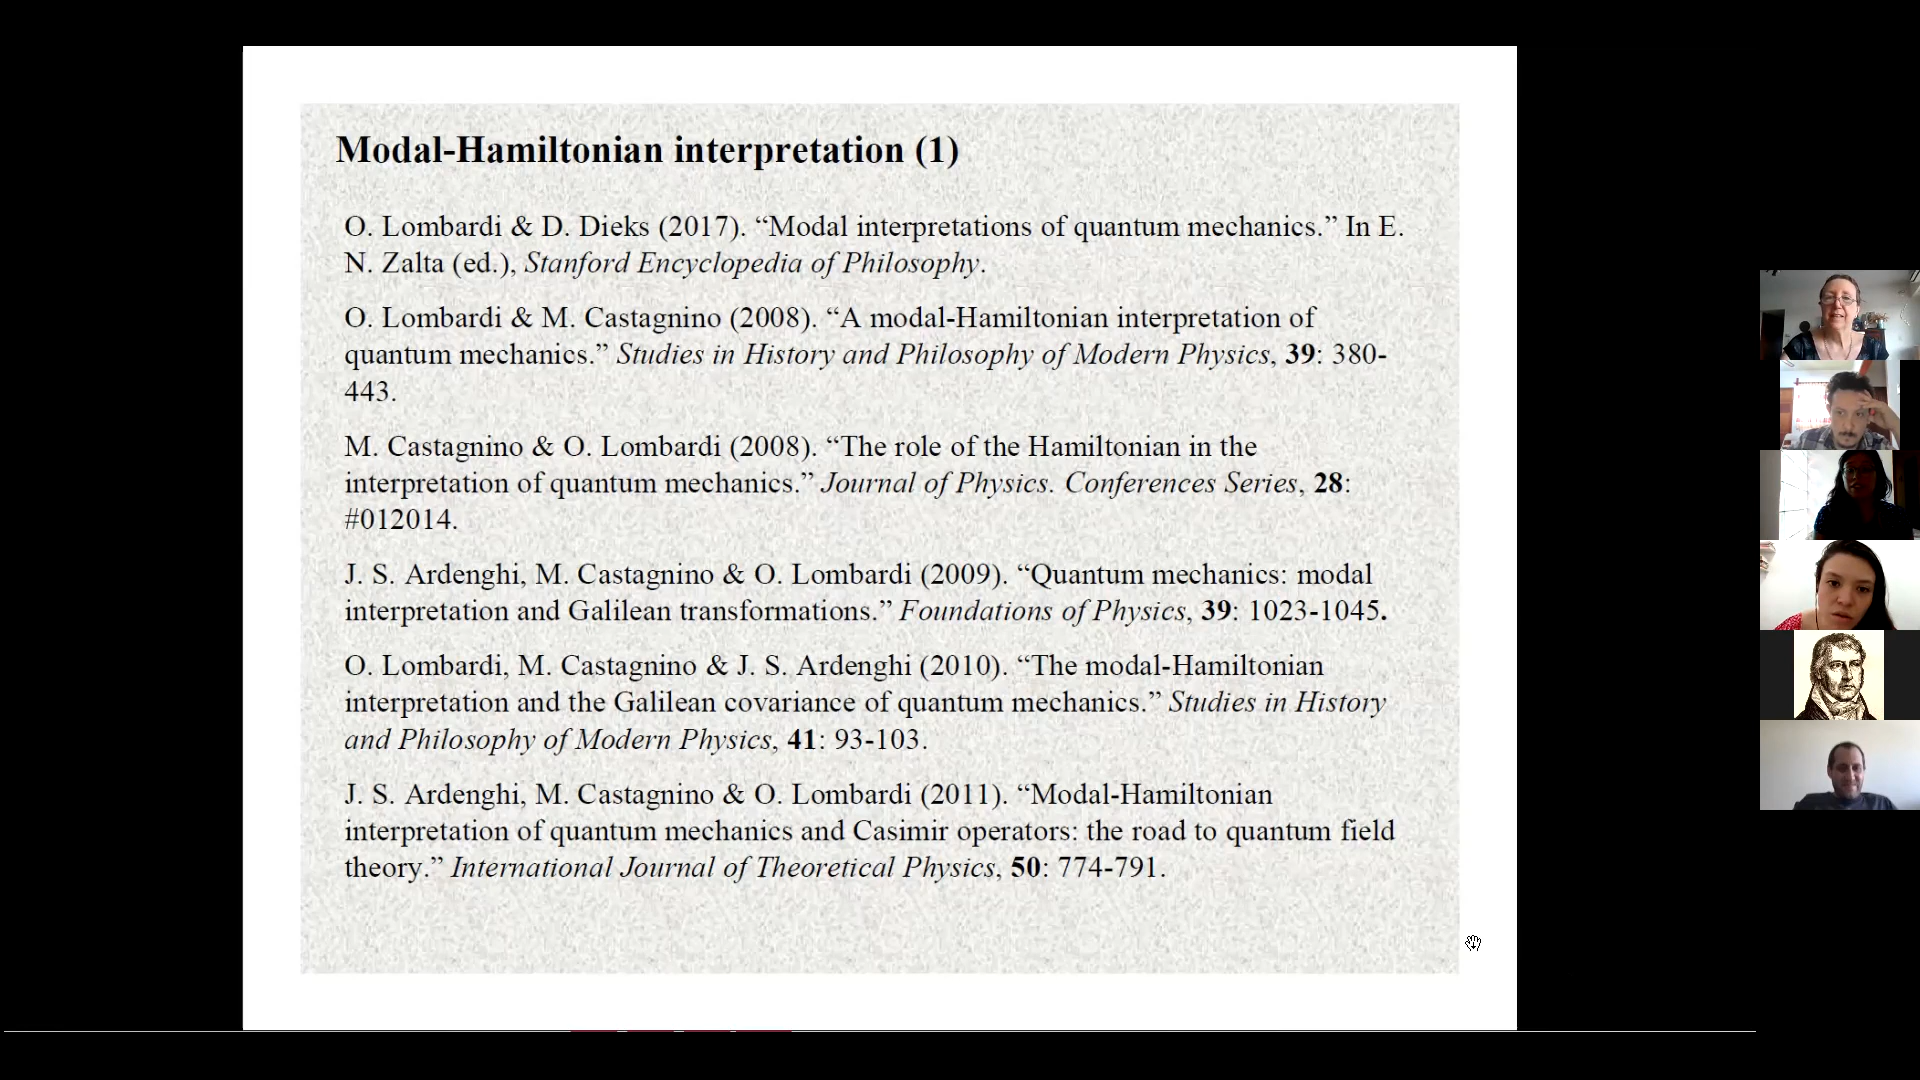 Modal-Hamiltonian interpretation (1)
O. Lombardi & D. Dieks (2017). “Modal interpretations of quantum mechanics.” In E.
N. Zalta (ed.), Stanford Encyclopedia of Philosophy.
O. Lombardi & M. Castagnino (2008). “A modal-Hamiltonian interpretation of
quantum mechanics.” Studies in History and Philosophy of Modern Physics, 39: 380-
443.
M. Castagnino & O. Lombardi (2008). “The role of the Hamiltonian in the
interpretation of quantum mechanics.” Journal of Physics. Conferences Series, 28:
#012014.
J. S. Ardenghi, M. Castagnino & O. Lombardi (2009). “Quantum mechanics: modal
interpretation and Galilean transformations.” Foundations of Physics, 39: 1023-1045.
O. Lombardi, M. Castagnino & J. S. Ardenghi (2010). “The modal-Hamiltonian
interpretation and the Galilean covariance of quantum mechanics.” Studies in History
and Philosophy of Modern Physics, 41: 93-103.
J. S. Ardenghi, M. Castagnino & O. Lombardi (2011). “Modal-Hamiltonian
interpretation of quantum mechanics and Casimir operators: the road to quantum field
theory.” International Journal of Theoretical Physics, 50: 774-791.